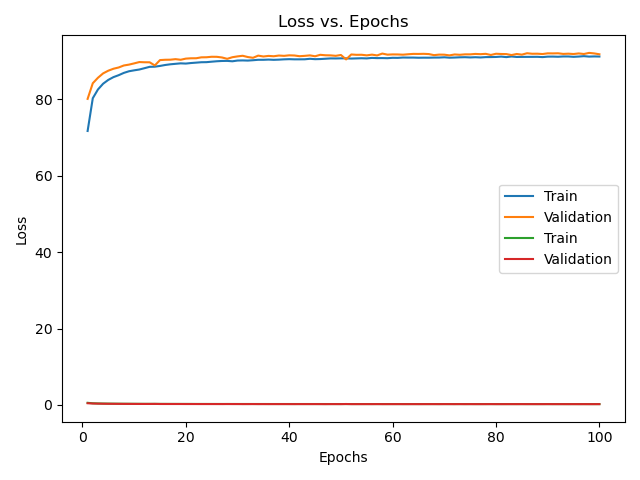 Loss vs. Epochs
Loss
80
60
40
20
0
Train
Validation
Train
Validation
0 20 40 60 80 100
Epochs